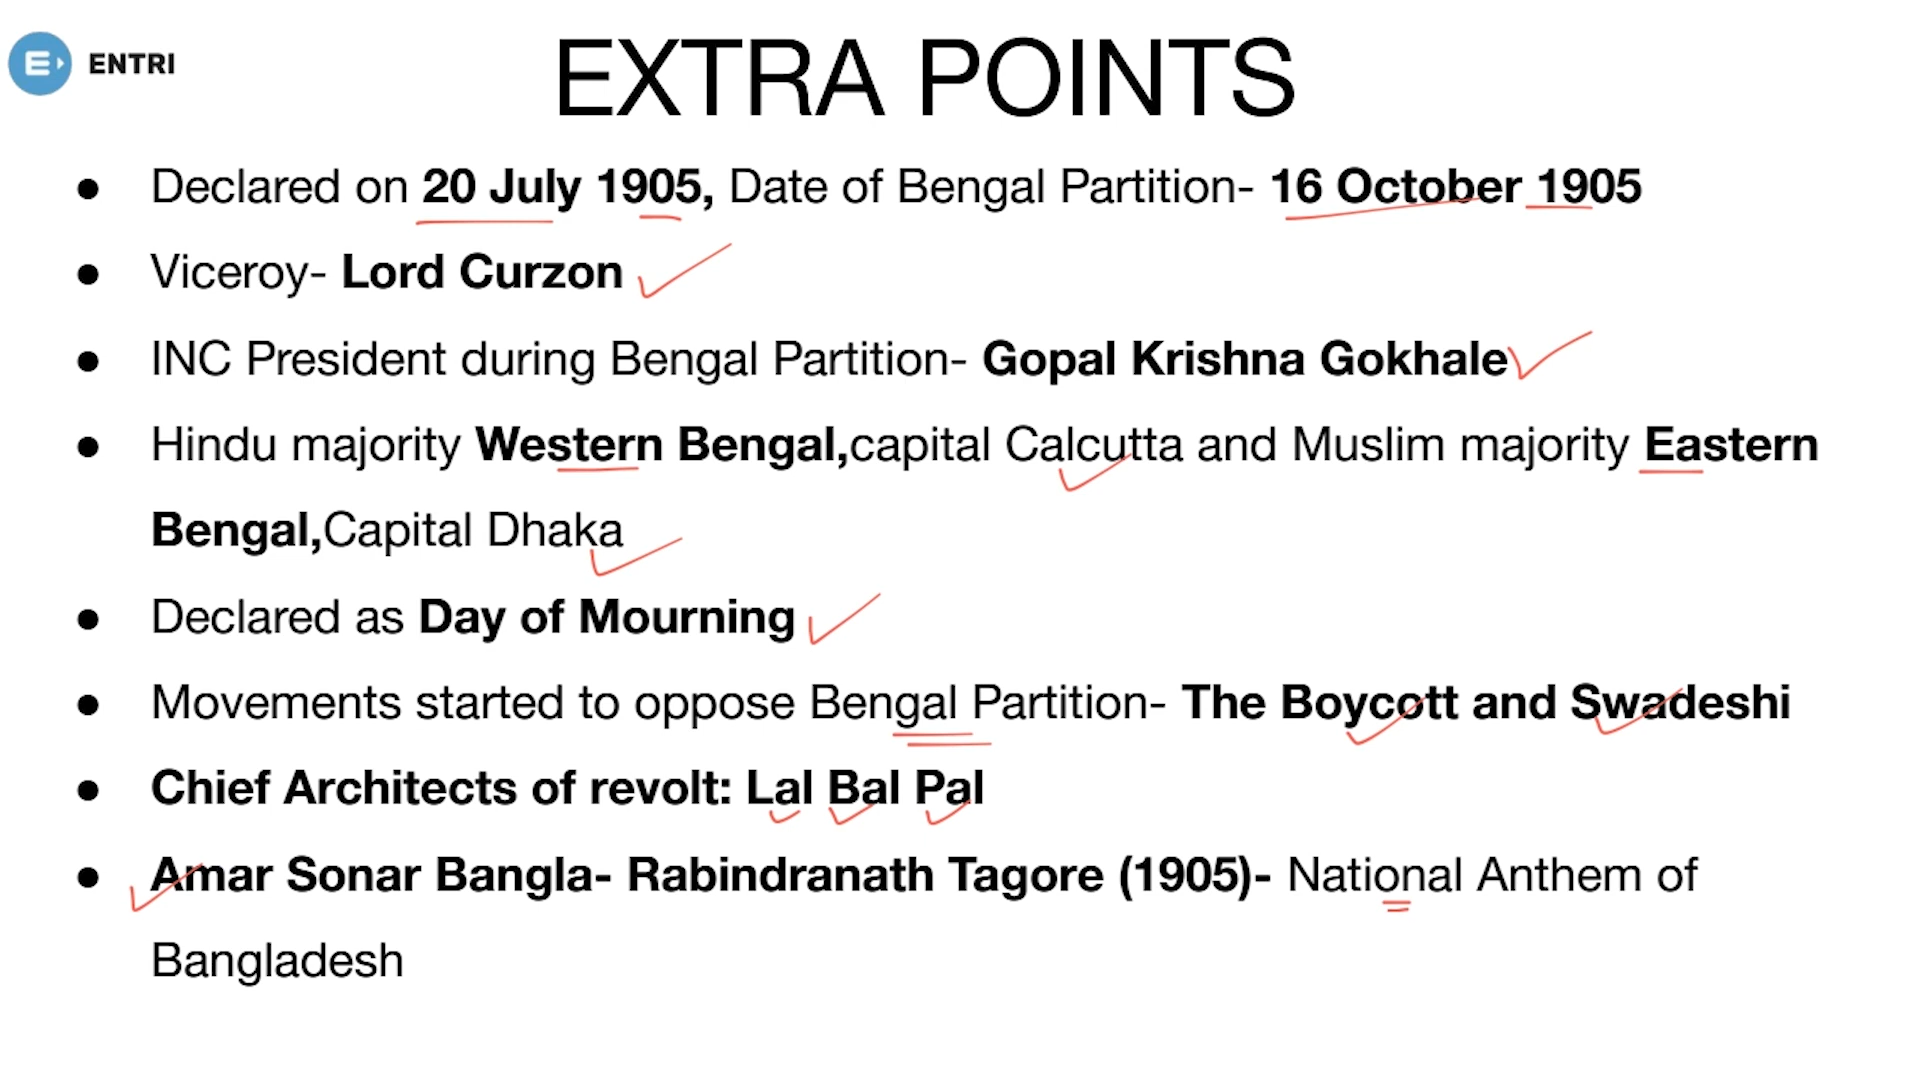 ENTRI
EXTRA POINTS
● Declared on 20 July 1905, Date of Bengal Partition- 16 October 1905
● Viceroy- Lord Curzon
● INC President during Bengal Partition- Gopal Krishna Gokhale
● Hindu majority Western Bengal,capital Calcutta and Muslim majority Eastern
Bengal,Capital Dhaka
● Declared as Day of Mourning
● Movements started to oppose Bengal Partition- The Boycott and Swadeshi
● Chief Architects of revolt: Lal Bal Pal
● Amar Sonar Bangla- Rabindranath Tagore (1905)- National Anthem of
Bangladesh